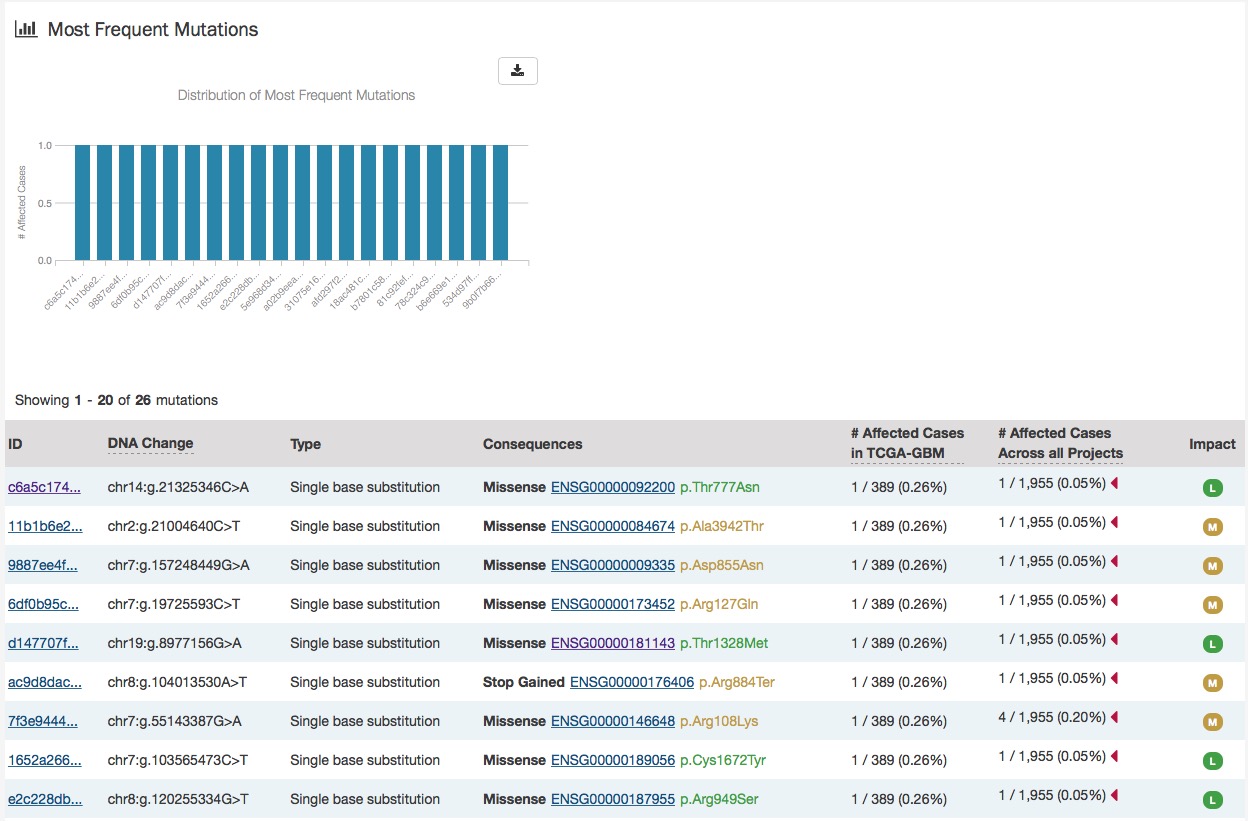 Most Frequent Mutations
Distribution of Most Frequent Mutations
# Affected Cases
1.0
0.5
0.0
c6a5c174... 11b1b6e2... 9887ee4f... 6df0b95c... d147707f... ac9d8dac... 7f3e9444... 1652a266... e2c228db... 5e968d34... a02b9eea... 31075e16... afd297f2... 18ac481c... b7801c58... 81c92fef... 78c324c9... b6e669e1... 534d97ff... 9b0f7b66...
Showing 1 - 20 of 26 mutations
ID DNA Change Type Consequences # Affected Cases in TCGA-GBM # Affected Cases Across all Projects Impact
c6a5c174... chr14:g.21325346C>A Single base substitution Missense ENSG00000092200 p.Thr777Asn 1 / 389 (0.26%) 1 / 1,955 (0.05%) L
11b1b6e2... chr2:g.21004640C>T Single base substitution Missense ENSG00000084674 p.Ala3942Thr 1 / 389 (0.26%) 1 / 1,955 (0.05%) M
9887ee4f... chr7:g.157248449G>A Single base substitution Missense ENSG00000009335 p.Asp855Asn 1 / 389 (0.26%) 1 / 1,955 (0.05%) M
6df0b95c... chr7:g.19725593C>T Single base substitution Missense ENSG00000173452 p.Arg127Gln 1 / 389 (0.26%) 1 / 1,955 (0.05%) M
d147707f... chr19:g.8977156G>A Single base substitution Missense ENSG00000181143 p.Thr1328Met 1 / 389 (0.26%) 1 / 1,955 (0.05%) L
ac9d8dac... chr8:g.104013530A>T Single base substitution Stop Gained ENSG00000176406 p.Arg884Ter 1 / 389 (0.26%) 1 / 1,955 (0.05%) M
7f3e9444... chr7:g.55143387G>A Single base substitution Missense ENSG00000146648 p.Arg108Lys 1 / 389 (0.26%) 4 / 1,955 (0.20%) M
1652a266... chr7:g.103565473C>T Single base substitution Missense ENSG00000189056 p.Cys1672Tyr 1 / 389 (0.26%) 1 / 1,955 (0.05%) L
e2c228db... chr8:g.120255334G>T Single base substitution Missense ENSG00000187955 p.Arg949Ser 1 / 389 (0.26%) 1 / 1,955 (0.05%) L